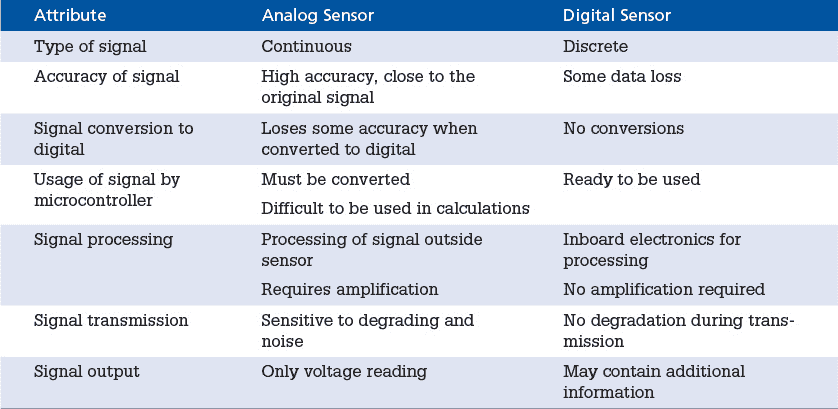 Attribute Analog Sensor Digital Sensor
Type of signal Continuous Discrete
Accuracy of signal High accuracy, close to the Some data loss
original signal
Signal conversion to Loses some accuracy when No conversions
digital converted to digital
Usage of signal by Must be converted Ready to be used
microcontroller
Difficult to be used in calculations
Signal processing Processing of signal outside Inboard electronics for
sensor processing
Requires amplification No amplification required
Signal transmission Sensitive to degrading and No degradation during trans-
noise mission
Signal output Only voltage reading May contain additional
information